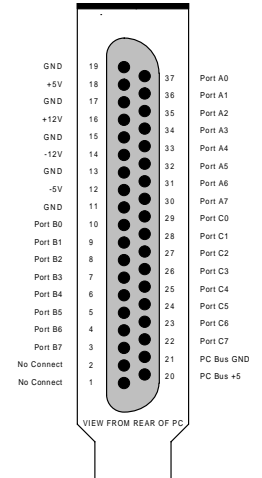 GND 19
37 Port A0
+5V 18
36 Port A1
GND 17
35 Port A2
+12V 16
34 Port A3
GND 15
33 Port A4
-12V 14
32 Port A5
GND 13
31 Port A6
-5V 12
30 Port A7
GND 11
29 Port C0
Port B0 10
28 Port C1
Port B1 9
27 Port C2
Port B2 8
26 Port C3
Port B3 7
25 Port C4
Port B4 6
24 Port C5
Port B5 5
23 Port C6
Port B6 4
22 Port C7
Port B7 3
21 PC Bus GND
No Connect 2
20 PC Bus +5
No Connect 1
VIEW FROM REAR OF PC